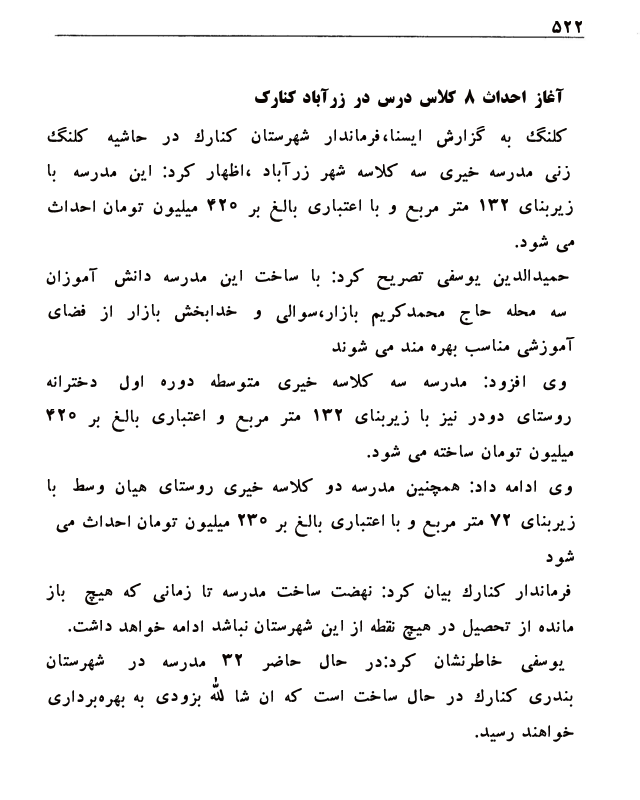 ۵۲۲
آغاز احداث ۸ کلاس درس در زرآباد کنارک
کلنگ به گزارش ایسنا،فرماندار شهرستان کنارك در حاشیه کلنگ
زنی مدرسه خیری سه کلاسه شهر زرآباد ،اظهار کرد: این مدرسه با
زیربنای ۱۳۲ متر مربع و با اعتباری بالغ بر ۴۲۰ میلیون تومان احداث
می شود.
حمیدالدین یوسفی تصریح کرد: با ساخت این مدرسه دانش آموزان
سه محله حاج محمدکریم بازار،سوالی و خدابخش بازار از فضای
آموزشی مناسب بهره مند می شوند
وی افزود: مدرسه سه کلاسه خیری متوسطه دوره اول دخترانه
روستای دودر نیز با زیربنای ۱۳۲ متر مربع و اعتباری بالغ بر ۴۲۰
میلیون تومان ساخته می شود.
وی ادامه داد: همچنین مدرسه دو کلاسه خیری روستای هیان وسط با
زیربنای ۷۲ متر مربع و با اعتباری بالغ بر ۲۳۰ میلیون تومان احداث می
شود
فرماندار کنارك بیان کرد: نهضت ساخت مدرسه تا زمانی که هیچ باز
مانده از تحصیل در هیچ نقطه از این شهرستان نباشد ادامه خواهد داشت.
یوسفی خاطرنشان کرد:در حال حاضر ۳۲ مدرسه در شهرستان
بندری کنارك در حال ساخت است که ان شا لله بزودی به بهره‌برداری
خواهند رسید.